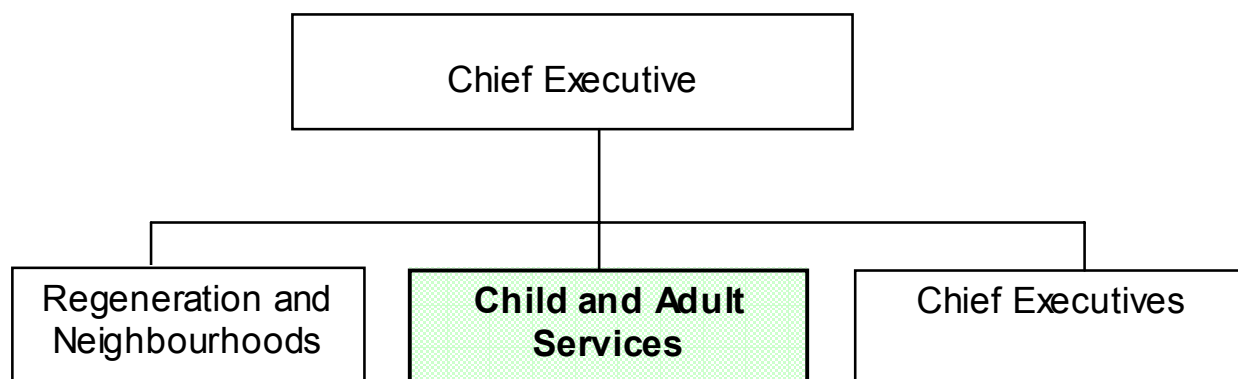 Chief Executive
Regeneration and
Neighbourhoods
Child and Adult
Services
Chief Executives